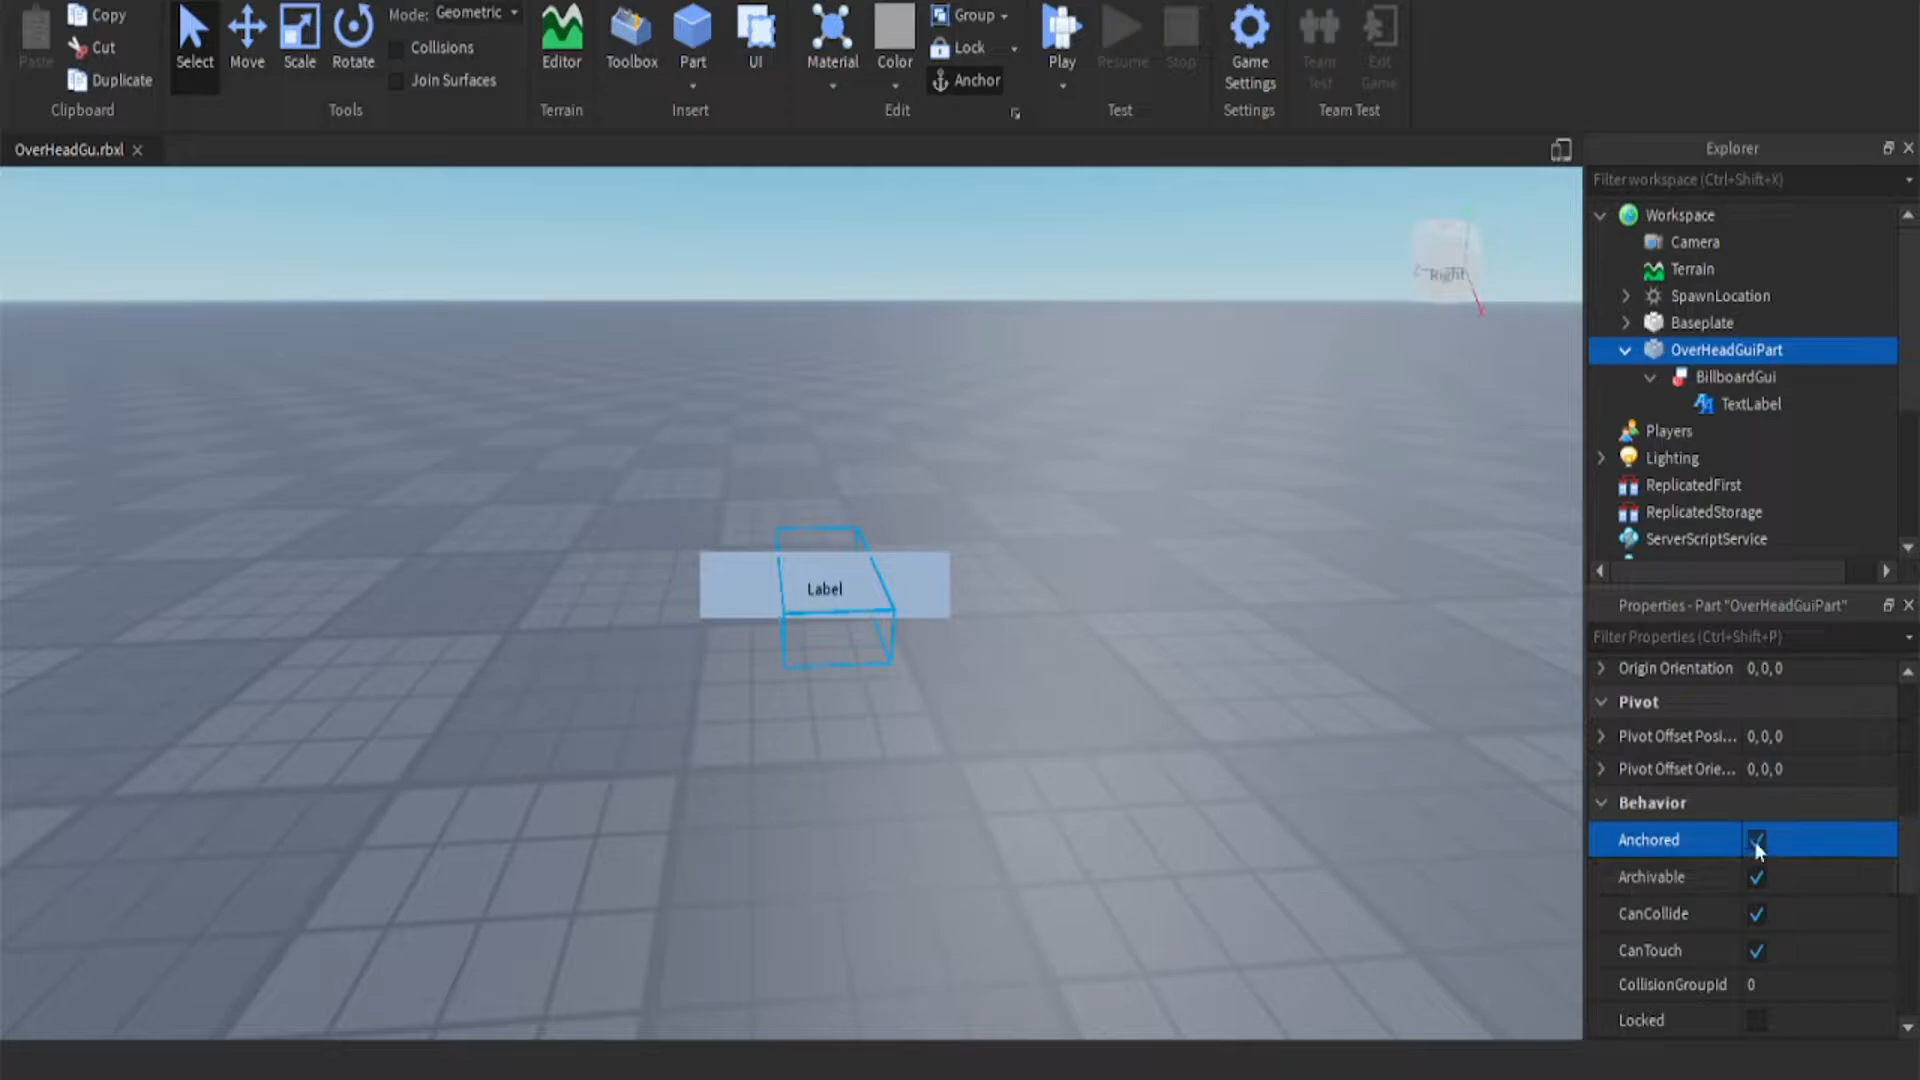 Paste
Copy
Cut
Duplicate
Clipboard
Select
Move
Scale
Rotate
Mode: Geometric
Collisions
Join Surfaces
Tools
Editor
Terrain
Toolbox
Part
UI
Insert
Material
Color
Group
Lock
Anchor
Edit
Play
Resume
Stop
Test
Game
Settings
Settings
Team
Test
Exit
Game
Team Test
OverHeadGu.rbxl
Right
Z
X
Label
Explorer
Filter workspace (Ctrl+Shift+X)
Workspace
Camera
Terrain
SpawnLocation
Baseplate
OverHeadGuiPart
BillboardGui
TextLabel
Players
Lighting
ReplicatedFirst
ReplicatedStorage
ServerScriptService
Properties - Part "OverHeadGuiPart"
Filter Properties (Ctrl+Shift+P)
Origin Orientation 0, 0, 0
Pivot
Pivot Offset Posi... 0, 0, 0
Pivot Offset Orie... 0, 0, 0
Behavior
Anchored
Archivable
CanCollide
CanTouch
CollisionGroupId 0
Locked